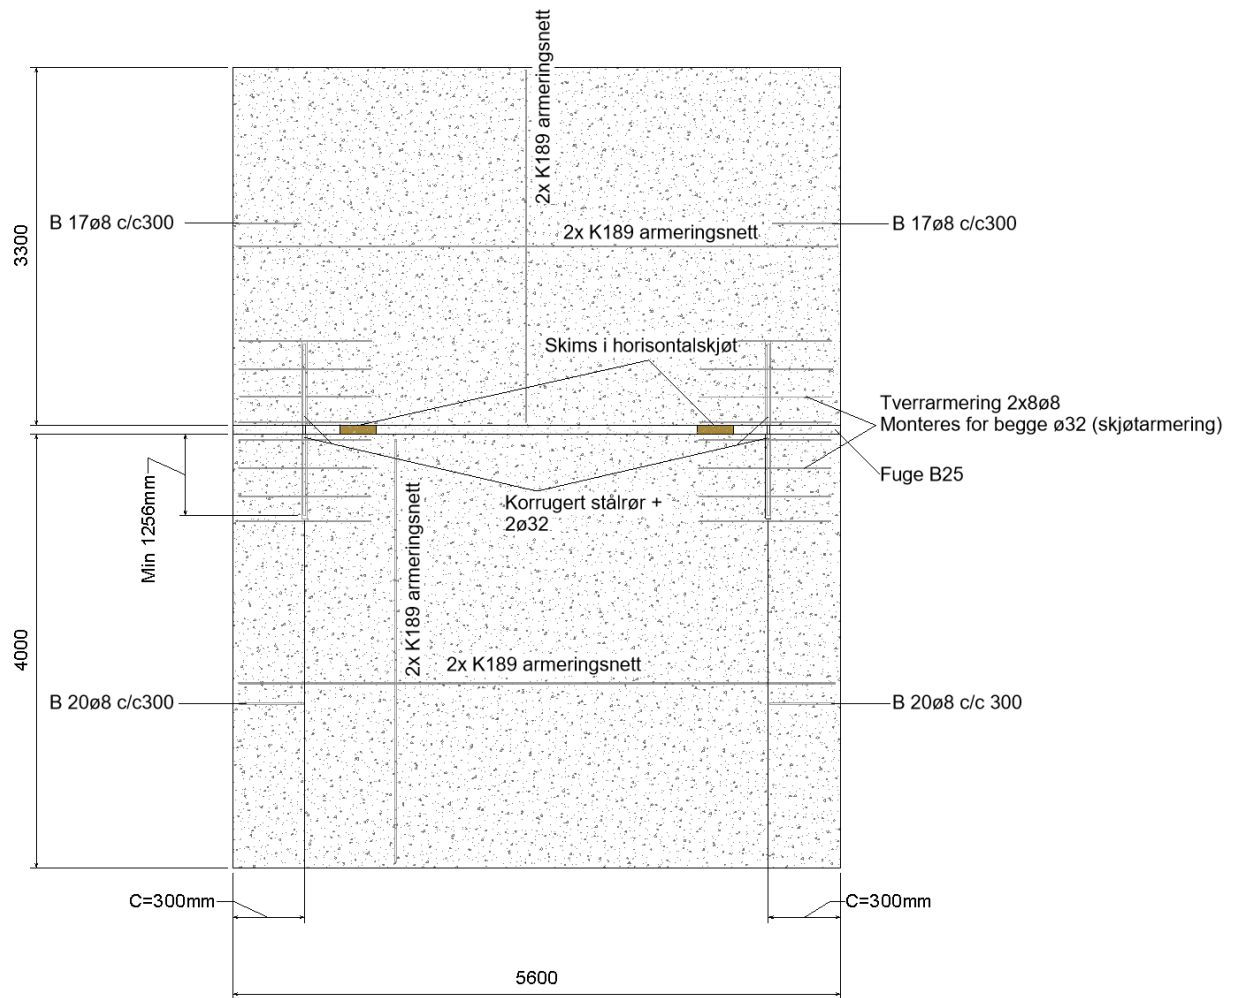 2x K189 armeringsnett
3300
B 17ø8 c/c300
B 17ø8 c/c300
2x K189 armeringsnett
Skims i horisontalskjøt
Tverrarmering 2x8ø8
Monteres for begge ø32 (skjøtarmering)
Fuge B25
Korrugert stålrør +
2ø32
Min 1256mm
2x K189 armeringsnett
4000
2x K189 armeringsnett
B 20ø8 c/c300
B 20ø8 c/c 300
C=300mm
C=300mm
5600